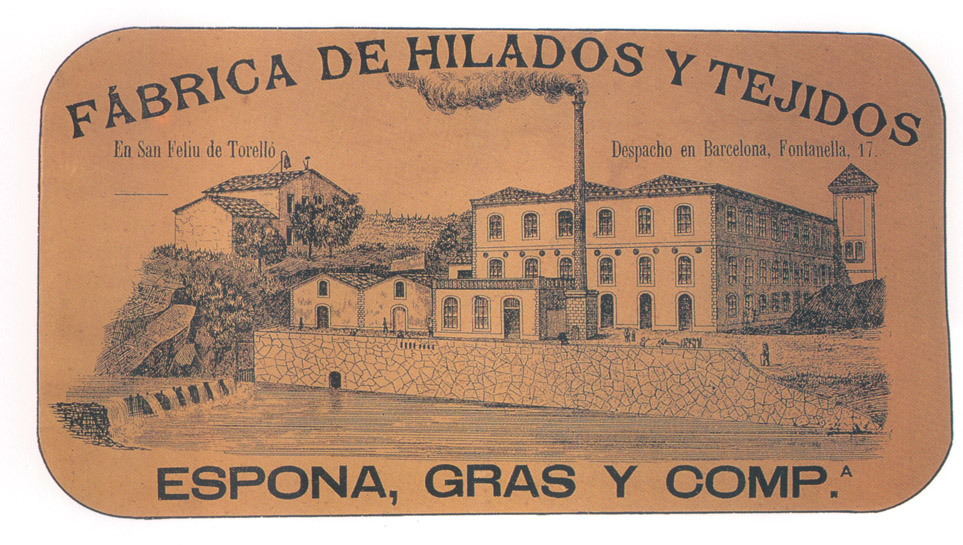 FÁBRICA DE HILADOS Y TEJIDOS
En San Feliu de Torelló
Despacho en Barcelona, Fontanella, 17.
ESPONA, GRAS Y COMP.ᴬ